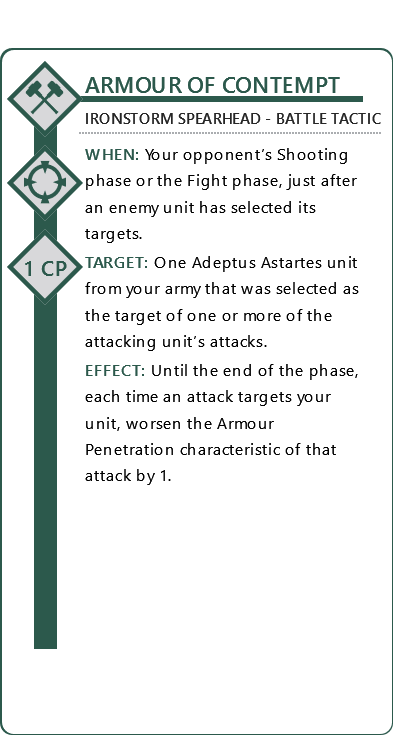 ARMOUR OF CONTEMPT
IRONSTORM SPEARHEAD - BATTLE TACTIC
WHEN: Your opponent's Shooting
phase or the Fight phase, just after
an enemy unit has selected its
targets.
1 CP
TARGET: One Adeptus Astartes unit
from your army that was selected as
the target of one or more of the
attacking unit's attacks.
EFFECT: Until the end of the phase,
each time an attack targets your
unit, worsen the Armour
Penetration characteristic of that
attack by 1.